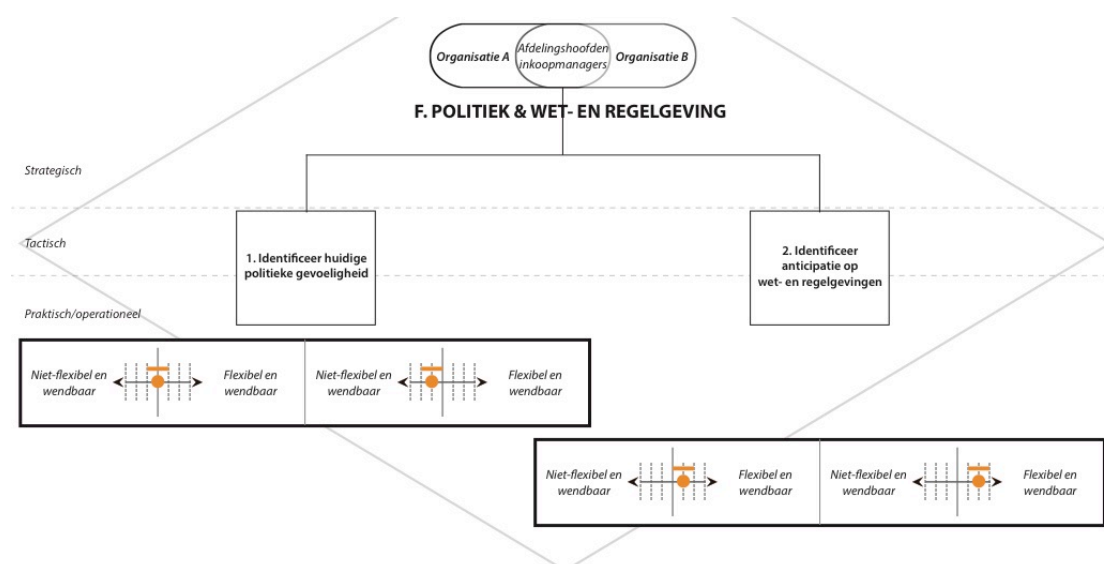 Organisatie A
Afdelingshoofden
inkoopmanagers
Organisatie B
F. POLITIEK & WET- EN REGELGEVING
Strategisch
Tactisch
1. Identificeer huidige
politieke gevoeligheid
2. Identificeer
anticipatie op
wet- en regelgevingen
Praktisch/operationeel
Niet-flexibel en
wendbaar
Flexibel en
wendbaar
Niet-flexibel en
wendbaar
Flexibel en
wendbaar
Niet-flexibel en
wendbaar
Flexibel en
wendbaar
Niet-flexibel en
wendbaar
Flexibel en
wendbaar